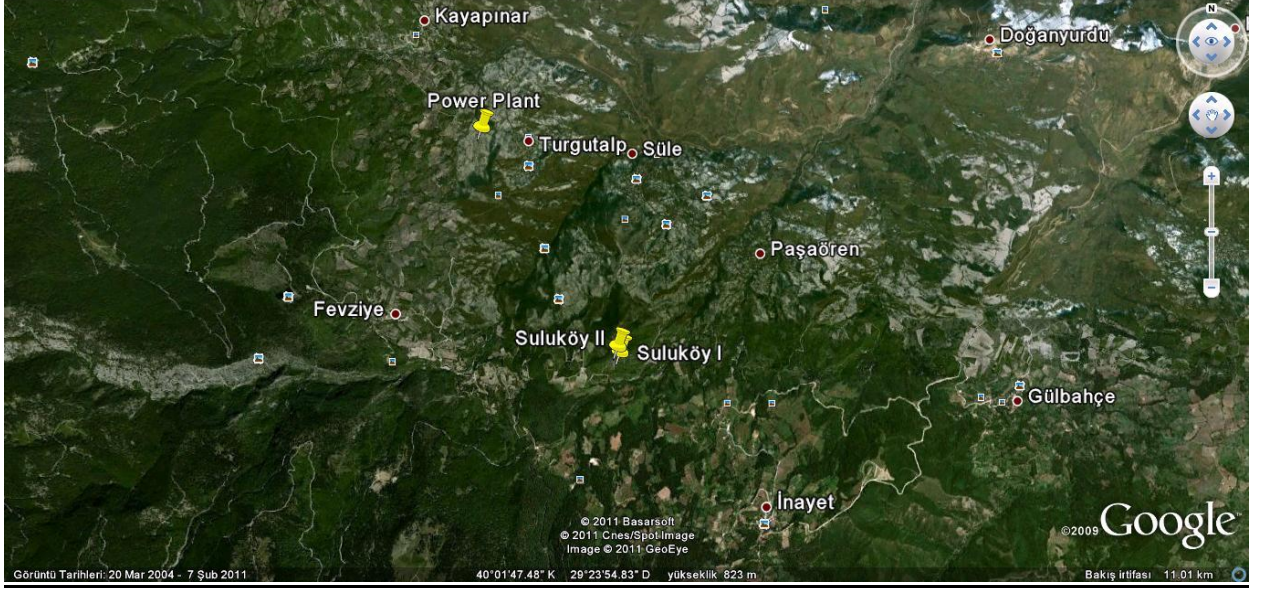 N
Kayapınar
Doğanyurdu
Power Plant
Turgutalp
Süle
Paşaören
Fevziye
Suluköy II
Suluköy I
Gülbahçe
İnayet
© 2011 Basarsoft
© 2011 Cnes/Spot Image
Image © 2011 GeoEye
©2009 Google
Görüntü Tarihleri: 20 Mar 2004 - 7 Şub 2011
40°01'47.48" K 29°23'54.83" D yükseklik 823 m
Bakış irtifası 11.01 km